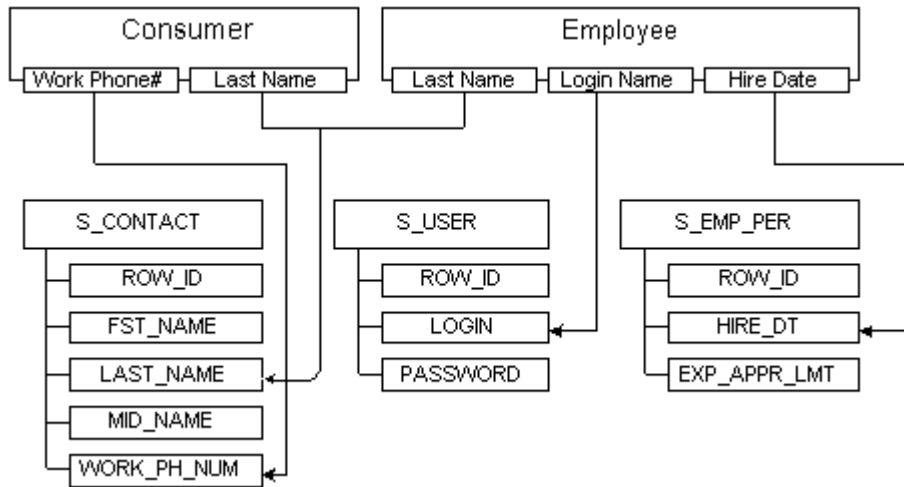 Consumer
Employee
Work Phone#
Last Name
Last Name
Login Name
Hire Date
S_CONTACT
S_USER
S_EMP_PER
ROW_ID
ROW_ID
ROW_ID
FST_NAME
LOGIN
HIRE_DT
LAST_NAME
PASSWORD
EXP_APPR_LMT
MID_NAME
WORK_PH_NUM